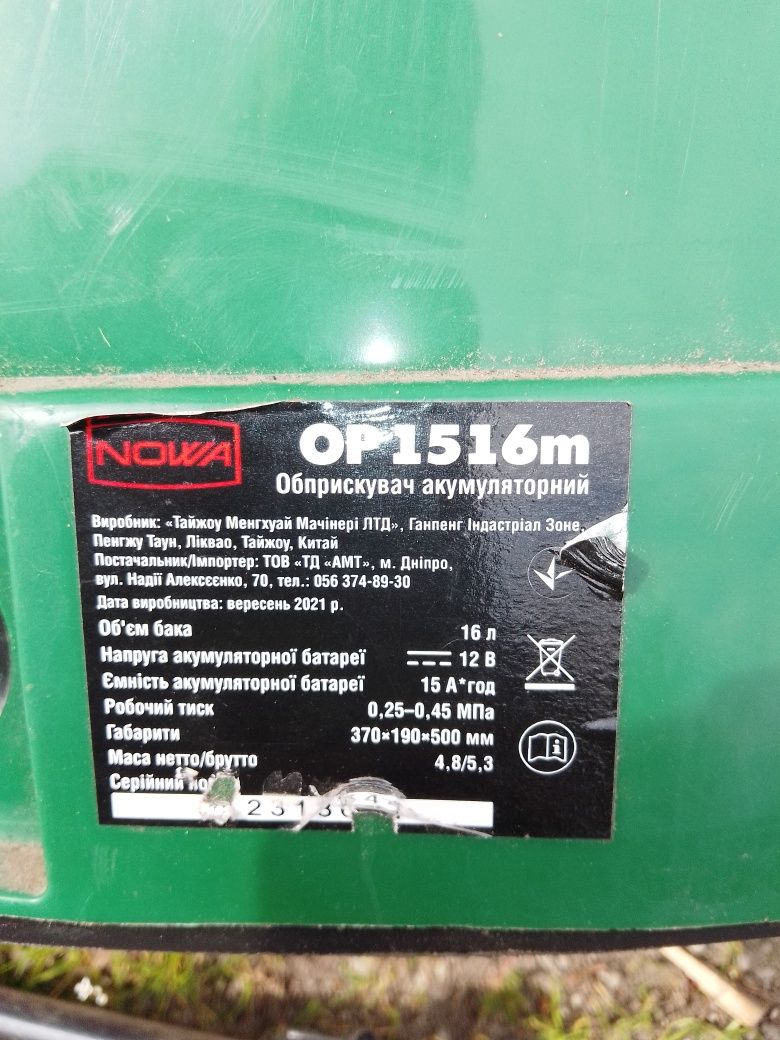 NOWA
OP1516m
Обприскувач акумуляторний
Виробник: «Тайжоу Менгхуай Мачінері ЛТД», Ганпенг Індастріал Зоне,
Пенгжу Таун, Ліквао, Тайжоу, Китай
Постачальник/Імпортер: ТОВ «ТД «АМТ», м. Дніпро,
вул. Надії Алексєєнко, 70, тел.: 056 374-89-30
Дата виробництва: вересень 2021 р.
Об'єм бака 16 л
Напруга акумуляторної батареї 12 В
Ємність акумуляторної батареї 15 А*год
Робочий тиск 0,25–0,45 МПа
Габарити 370×190×500 мм
Маса нетто/брутто 4,8/5,3
Серійний